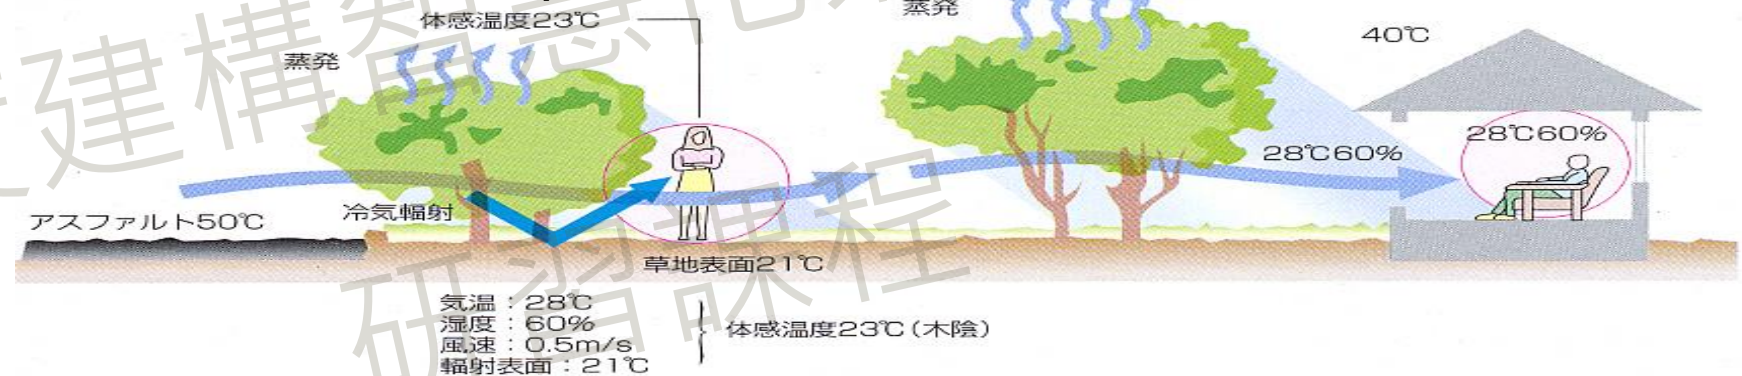 体感温度23℃
蒸発
蒸発
40℃
28℃60%
28℃60%
アスファルト50℃
冷気輻射
草地表面21℃
気温：28℃
湿度：60%
風速：0.5m/s
輻射表面：21℃
体感温度23℃(木陰)
建構智慧化
研習課程